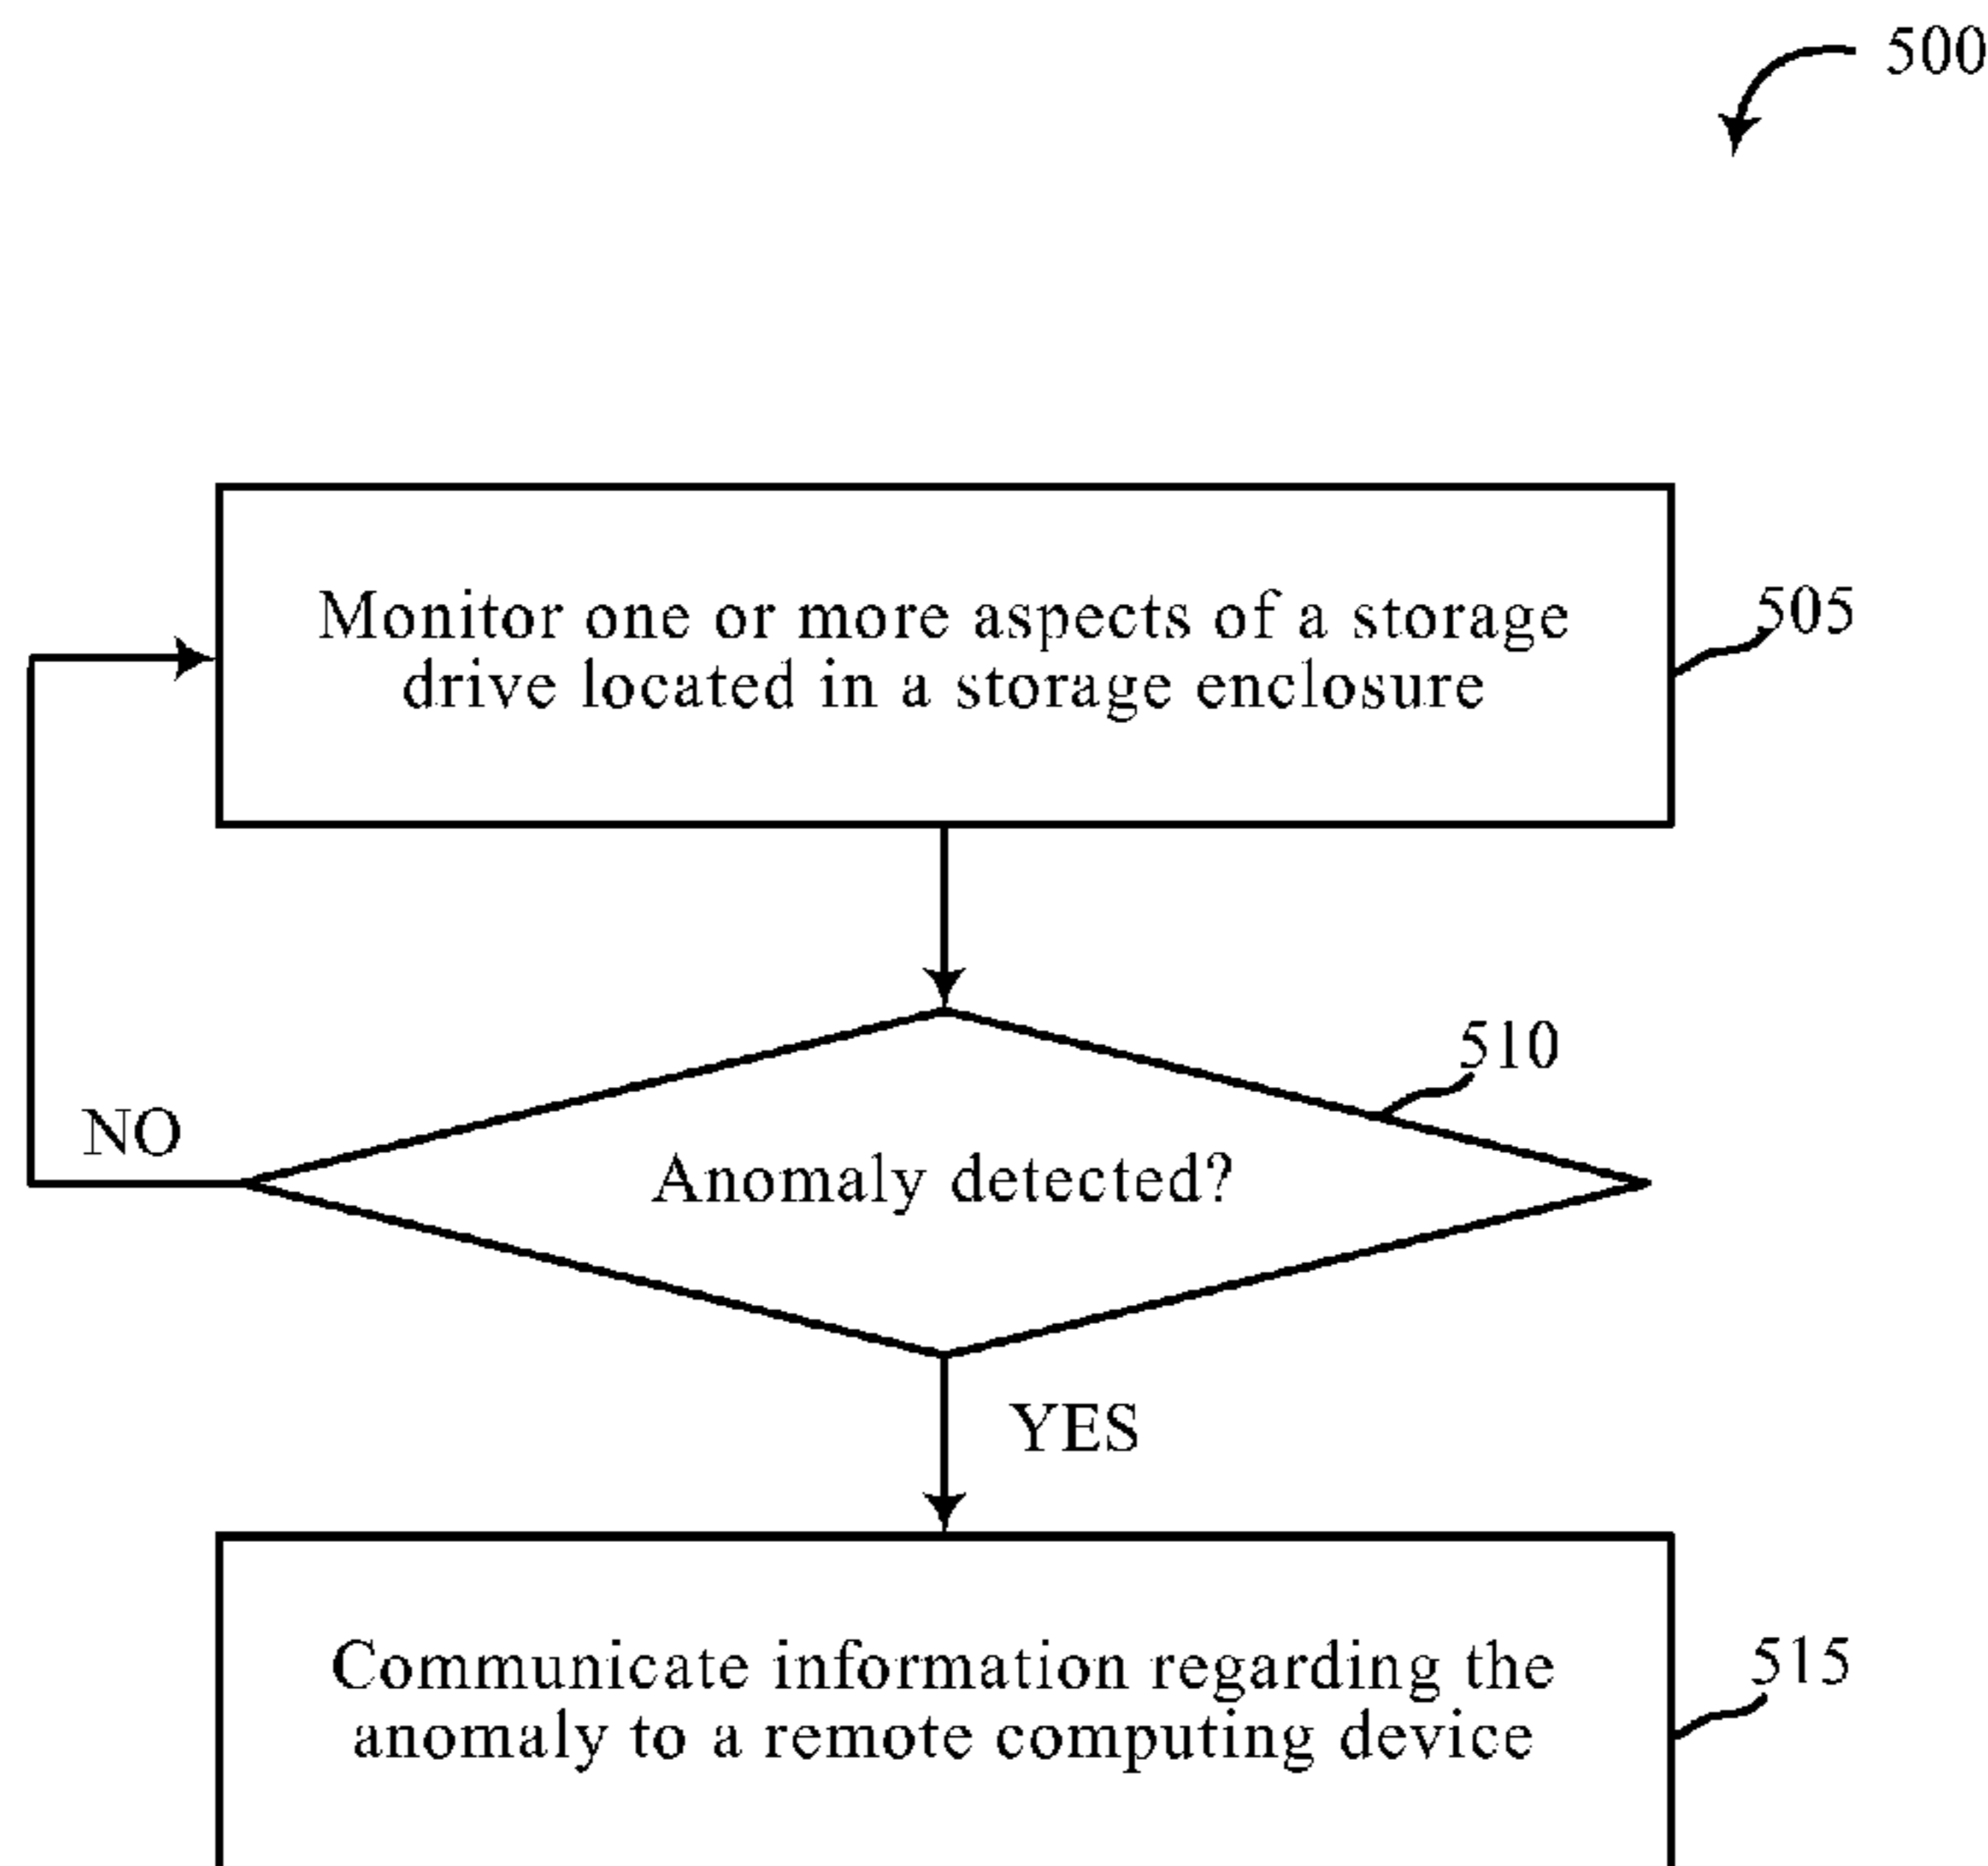 500
Monitor one or more aspects of a storage
drive located in a storage enclosure
505
510
NO
Anomaly detected?
YES
Communicate information regarding the
anomaly to a remote computing device
515